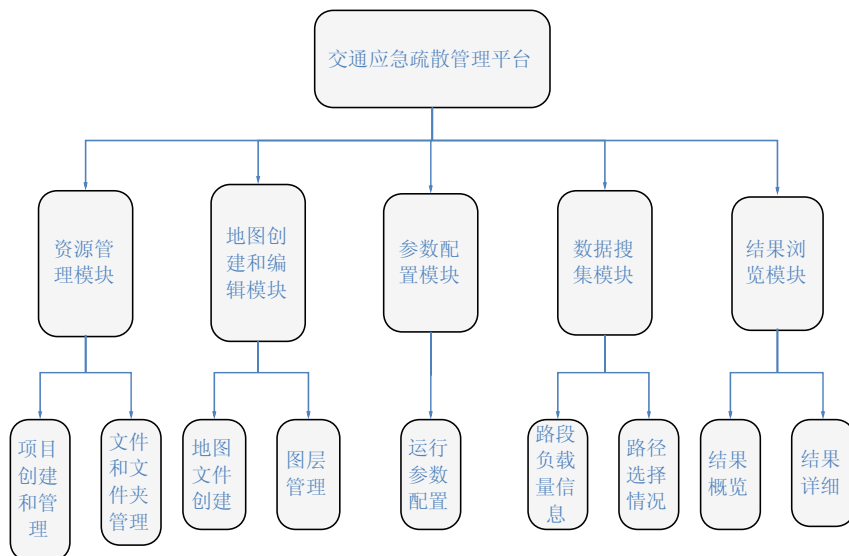 交通应急疏散管理平台
资源管
理模块
地图创
建和编
辑模块
参数配
置模块
数据搜
集模块
结果浏
览模块
项目
创建
和管
理
文件
和文
件夹
管理
地图
文件
创建
图层
管理
运行
参数
配置
路段
负载
量信
息
路径
选择
情况
结果
概览
结果
详细